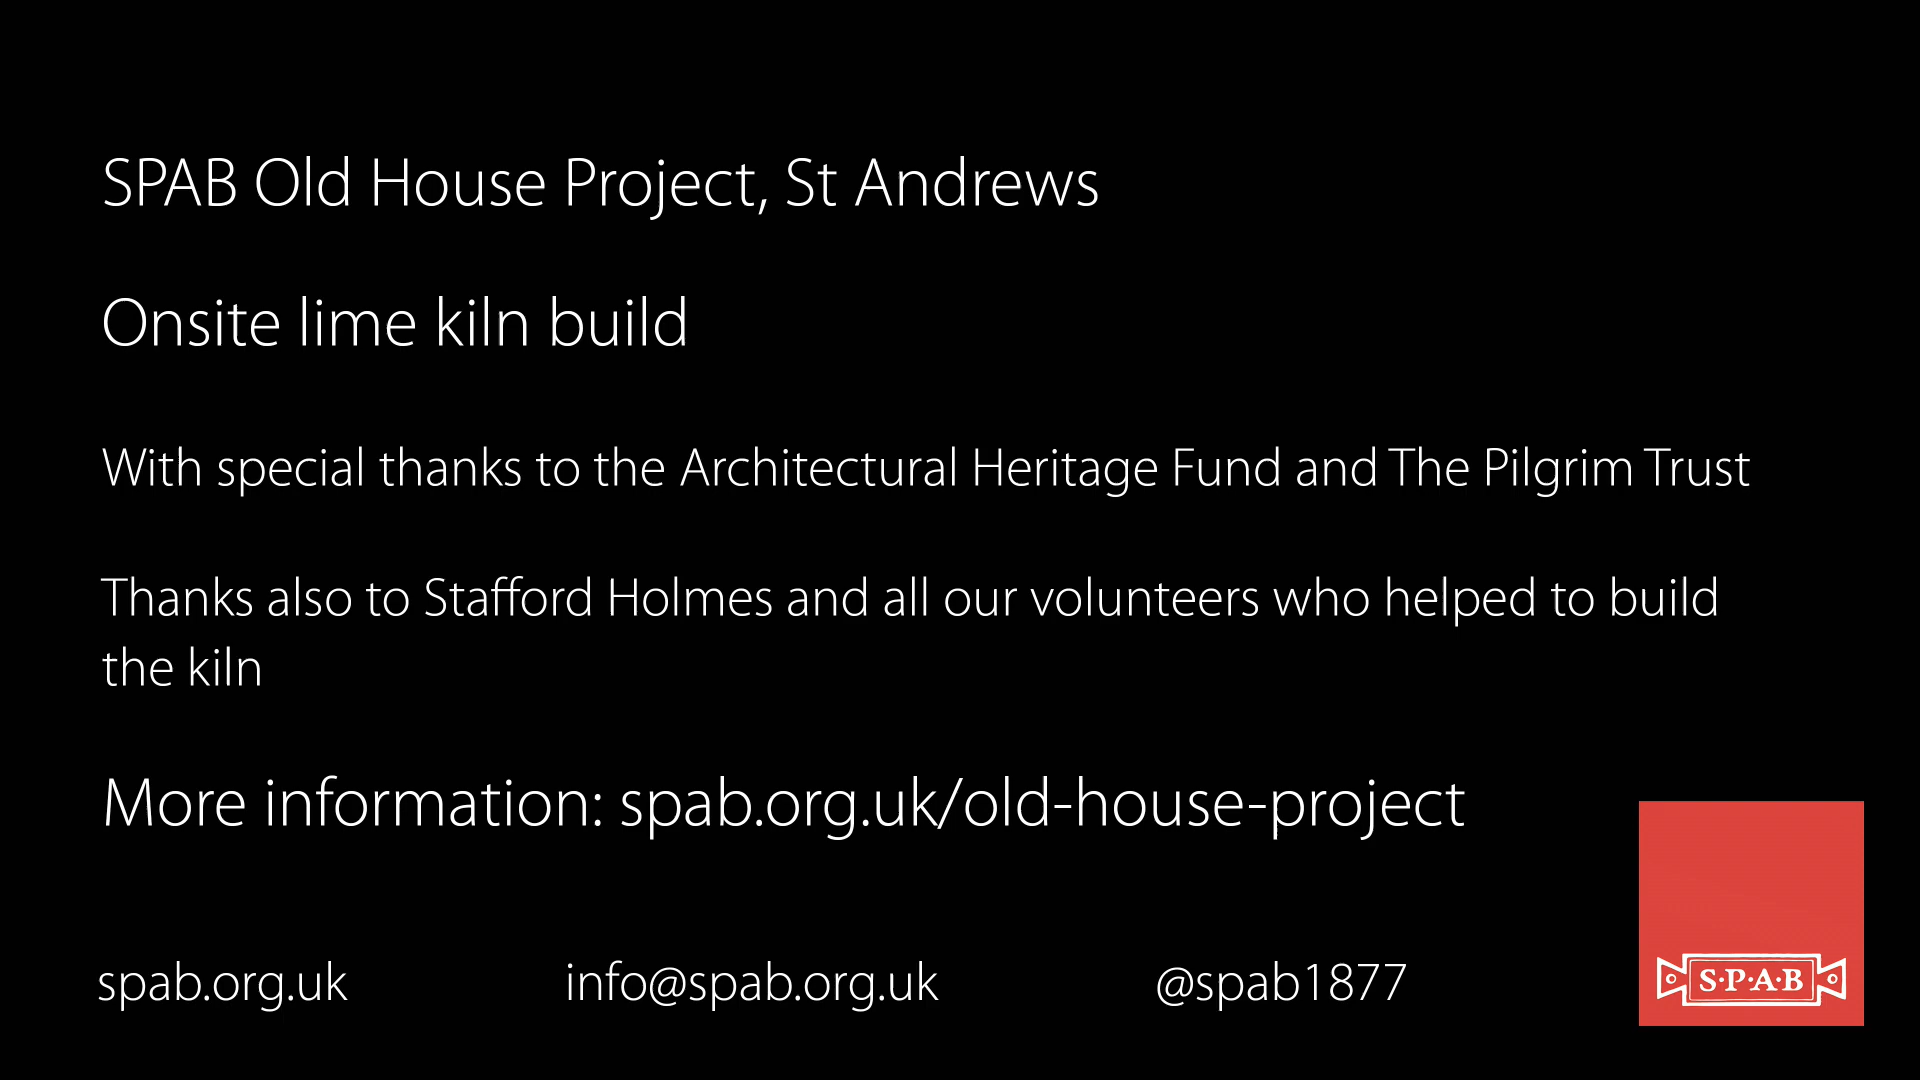 SPAB Old House Project, St Andrews
Onsite lime kiln build
With special thanks to the Architectural Heritage Fund and The Pilgrim Trust
Thanks also to Stafford Holmes and all our volunteers who helped to build
the kiln
More information: spab.org.uk/old-house-project
spab.org.uk info@spab.org.uk @spab1877
S·P·A·B